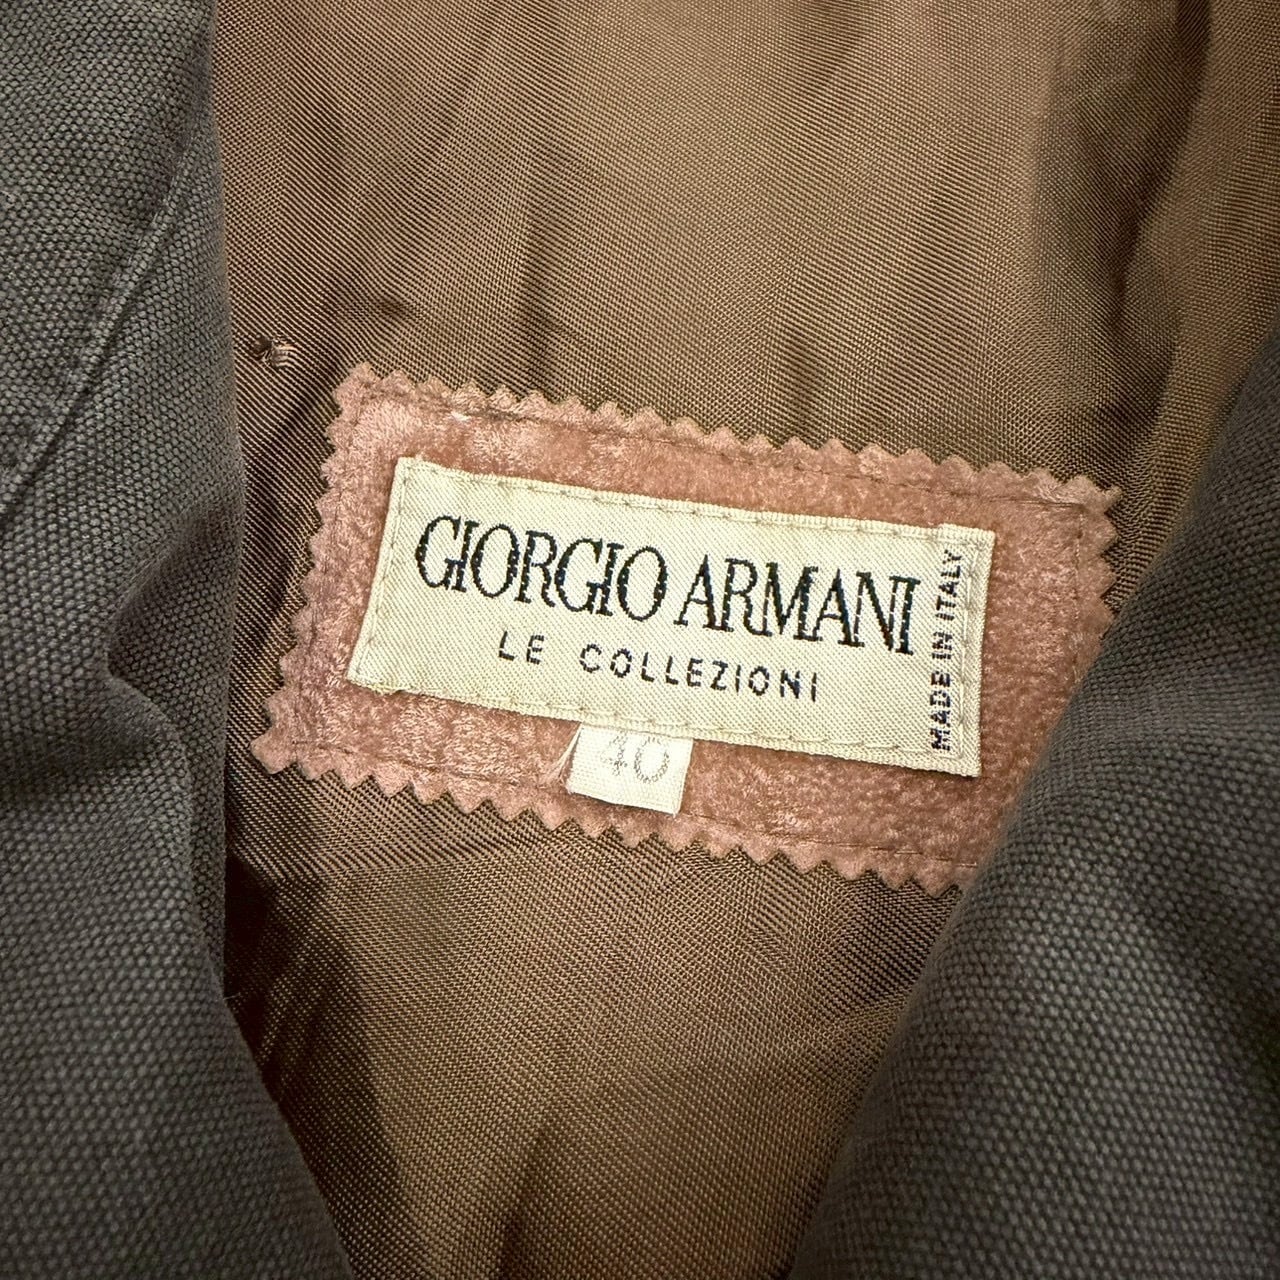 GIORGIO ARMANI
LE COLLEZIONI
MADE IN ITALY
40